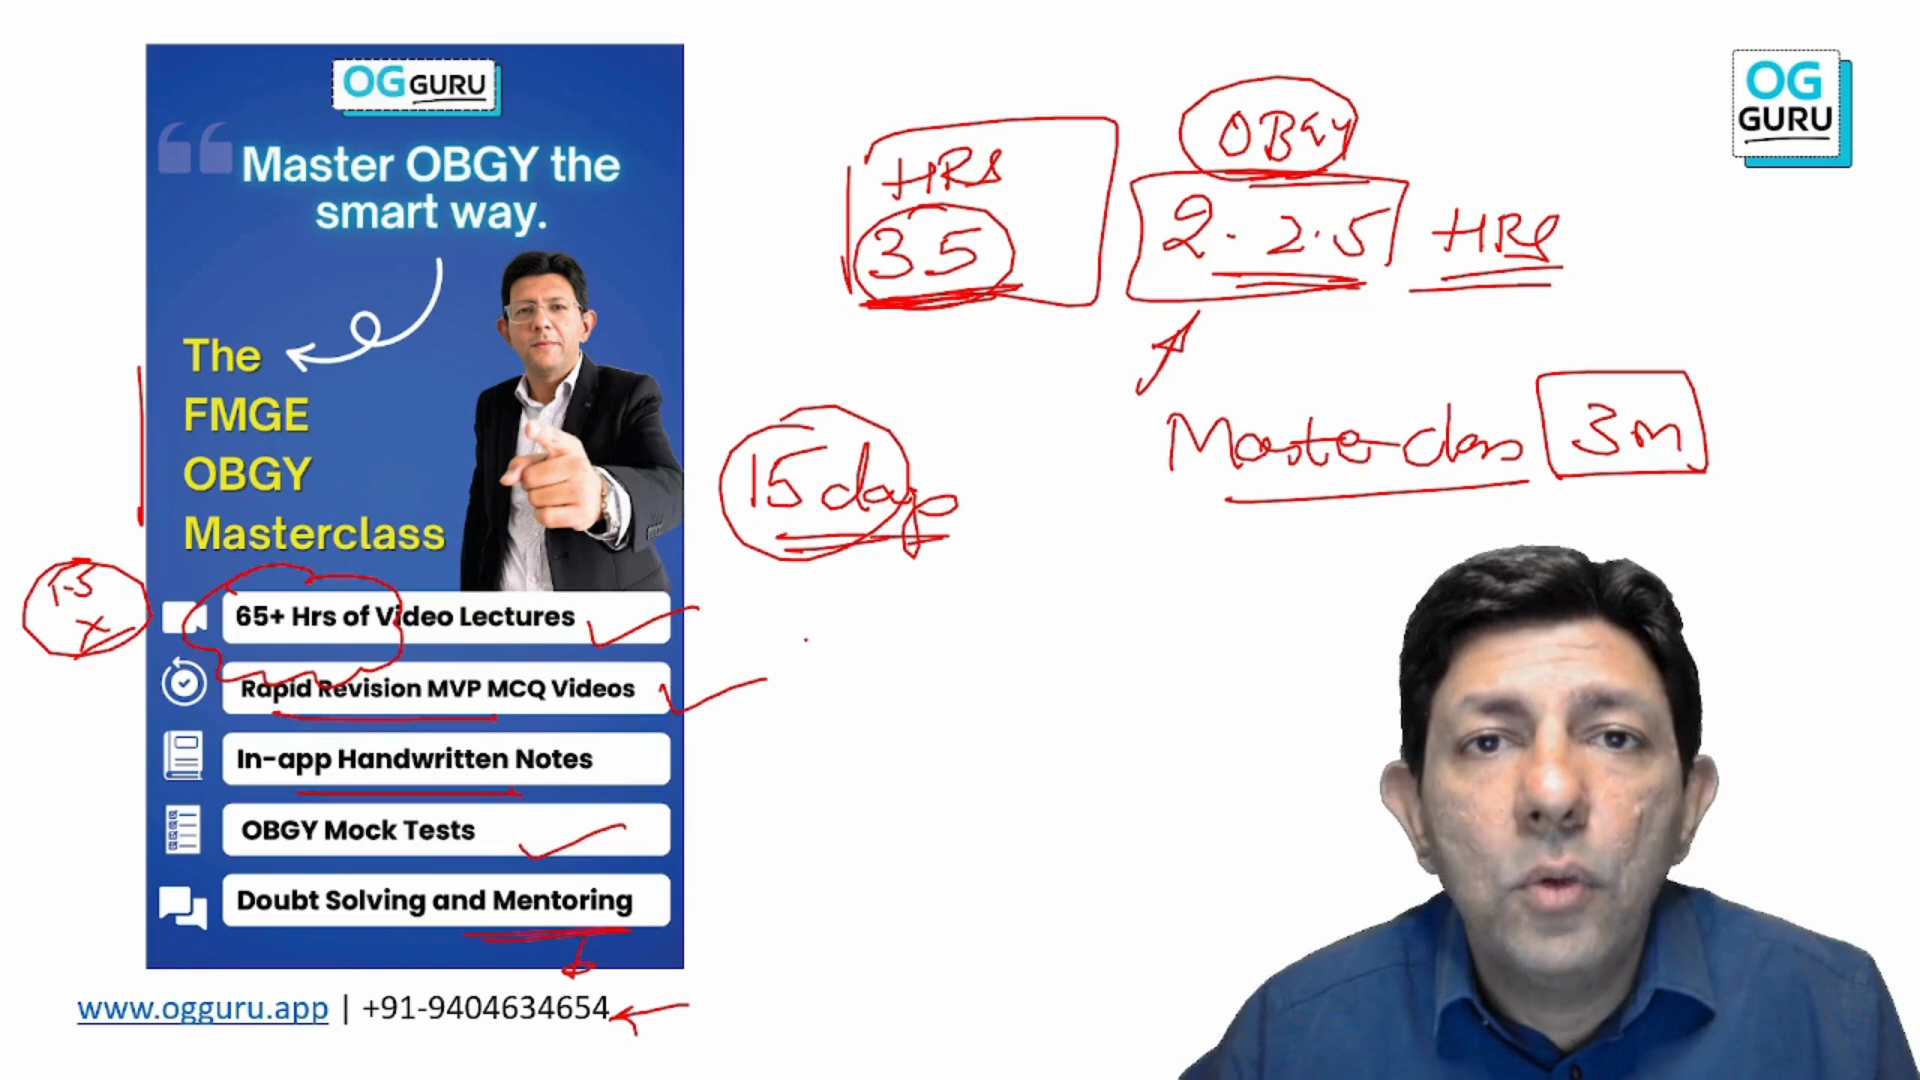 OG GURU
Master OBGY the
smart way.
The
FMGE
OBGY
Masterclass
65+ Hrs of Video Lectures
Rapid Revision MVP MCQ Videos
In-app Handwritten Notes
OBGY Mock Tests
Doubt Solving and Mentoring
www.ogguru.app | +91-9404634654
1.5
x
15 days
HRS
35
OBGY
2 - 2.5 HRS
Masterclass 3m
OG
GURU